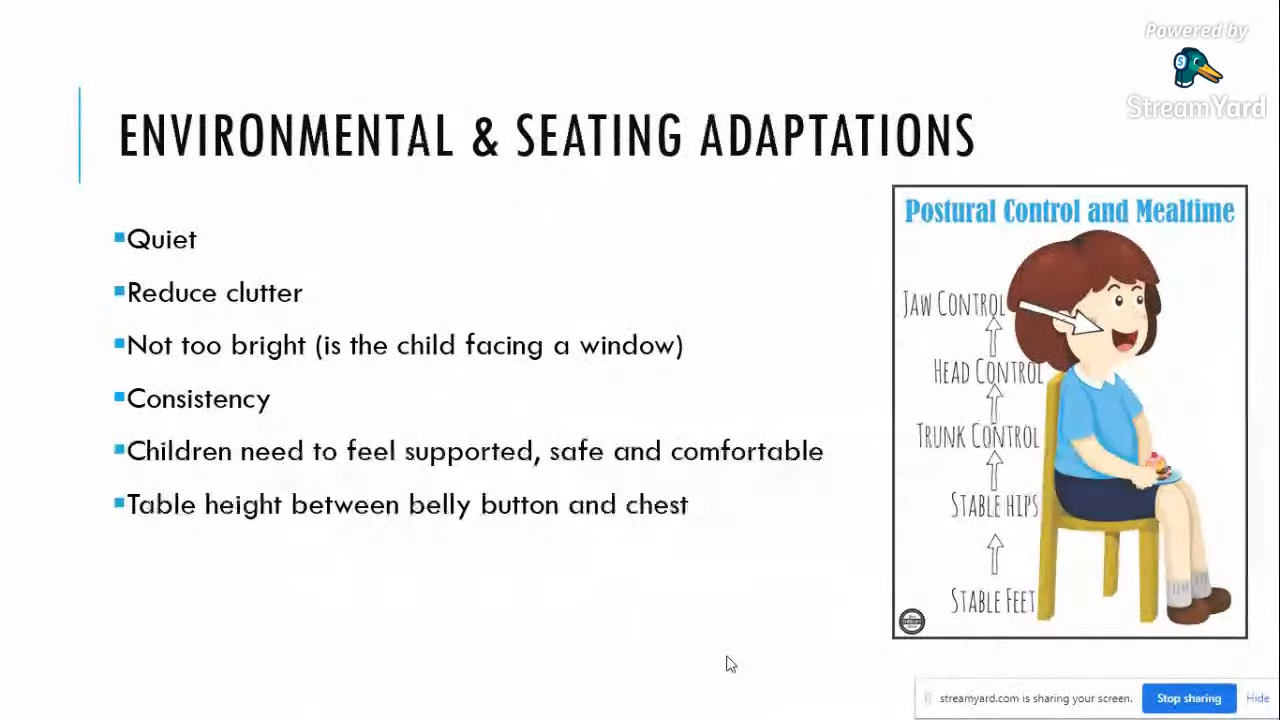 Powered by
StreamYard
ENVIRONMENTAL & SEATING ADAPTATIONS
Quiet
Reduce clutter
Not too bright (is the child facing a window)
Consistency
Children need to feel supported, safe and comfortable
Table height between belly button and chest
Postural Control and Mealtime
JAW CONTROL
HEAD CONTROL
TRUNK CONTROL
STABLE HIPS
STABLE FEET
streamyard.com is sharing your screen.
Stop sharing
Hide